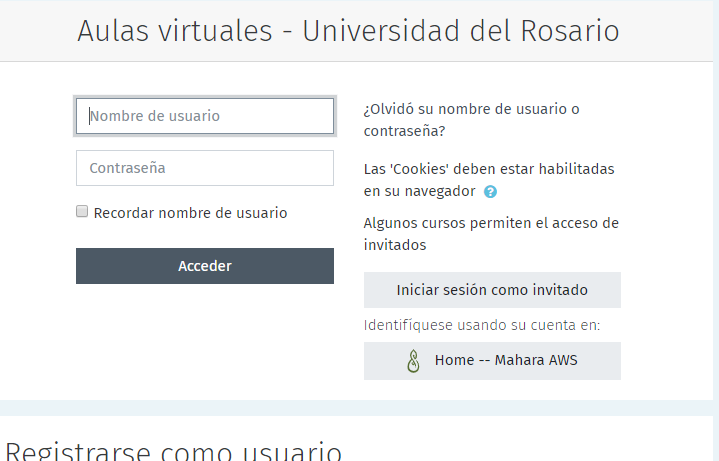 Aulas virtuales - Universidad del Rosario
Nombre de usuario
Contraseña
Recordar nombre de usuario
Acceder
¿Olvidó su nombre de usuario o
contraseña?
Las 'Cookies' deben estar habilitadas
en su navegador ?
Algunos cursos permiten el acceso de
invitados
Iniciar sesión como invitado
Identifíquese usando su cuenta en:
Home -- Mahara AWS
Registrarse como usuario